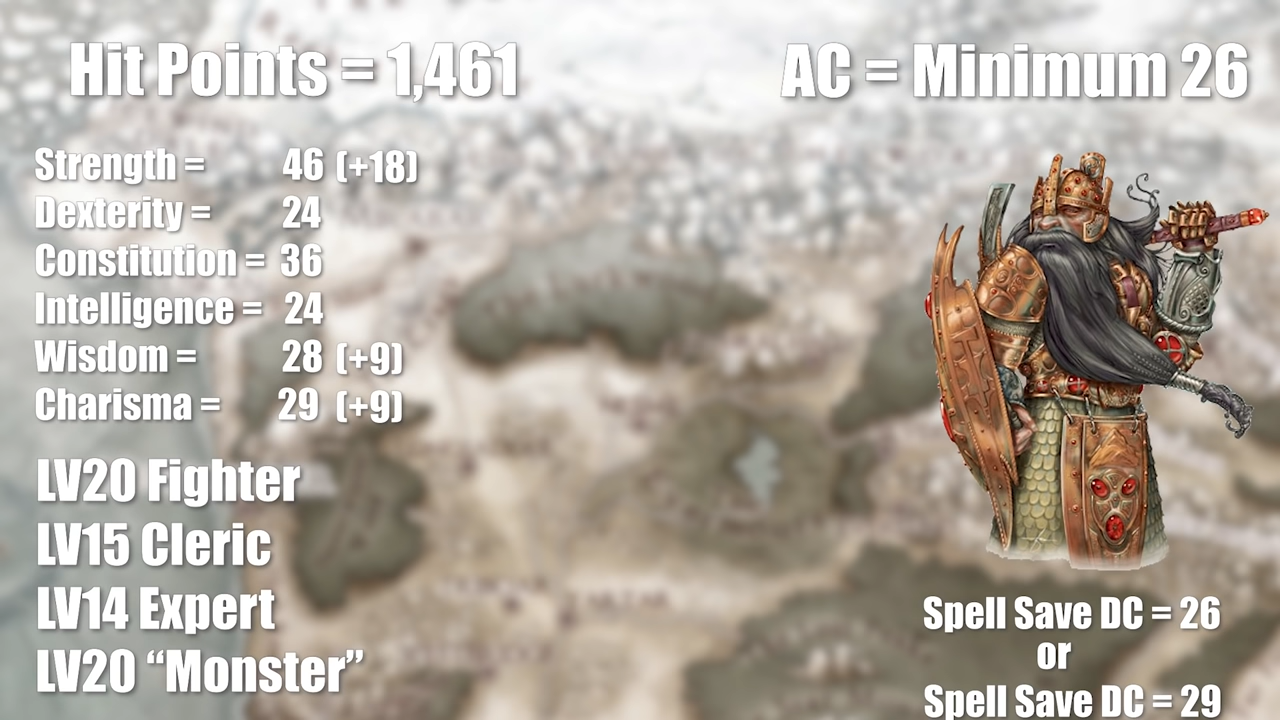 Hit Points = 1,461
AC = Minimum 26
Strength = 46 (+18)
Dexterity = 24
Constitution = 36
Intelligence = 24
Wisdom = 28 (+9)
Charisma = 29 (+9)
LV20 Fighter
LV15 Cleric
LV14 Expert
LV20 “Monster”
Spell Save DC = 26
or
Spell Save DC = 29